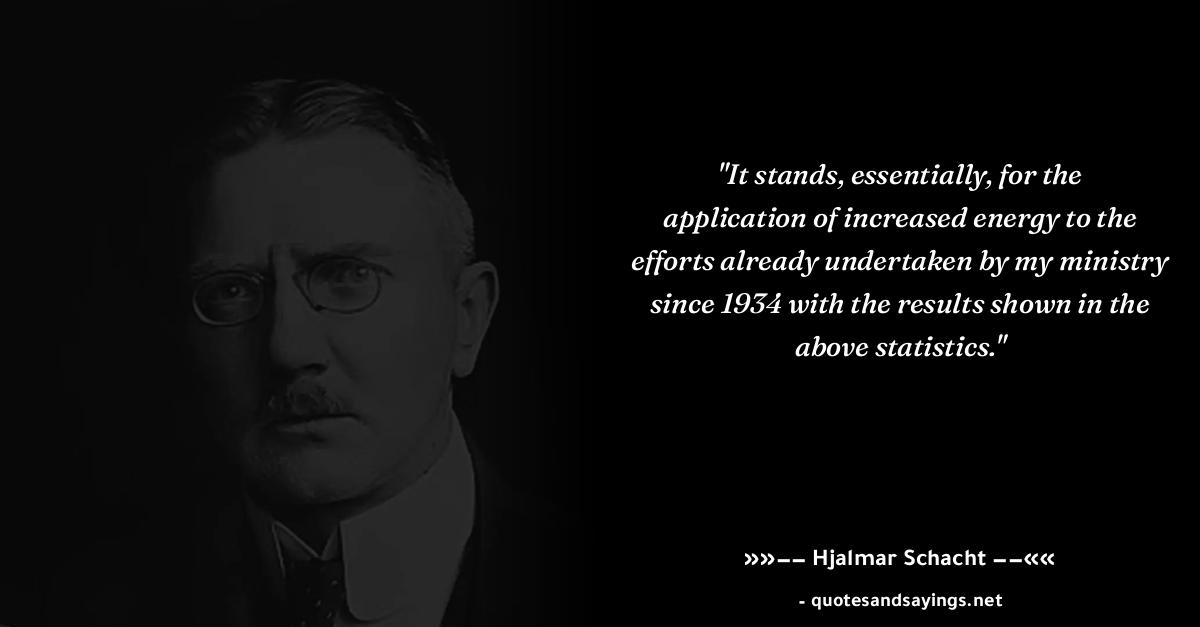 "It stands, essentially, for the
application of increased energy to the
efforts already undertaken by my ministry
since 1934 with the results shown in the
above statistics."
»»−− Hjalmar Schacht −−««
- quotesandsayings.net